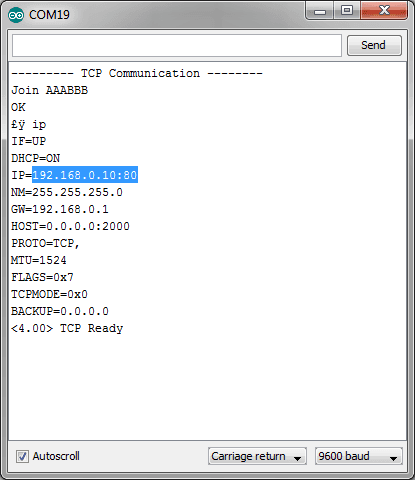 COM19
Send
--------- TCP Communication --------
Join AAABBB
OK
£ÿ ip
IF=UP
DHCP=ON
IP=192.168.0.10:80
NM=255.255.255.0
GW=192.168.0.1
HOST=0.0.0.0:2000
PROTO=TCP,
MTU=1524
FLAGS=0x7
TCPMODE=0x0
BACKUP=0.0.0.0
<4.00> TCP Ready
Autoscroll Carriage return 9600 baud